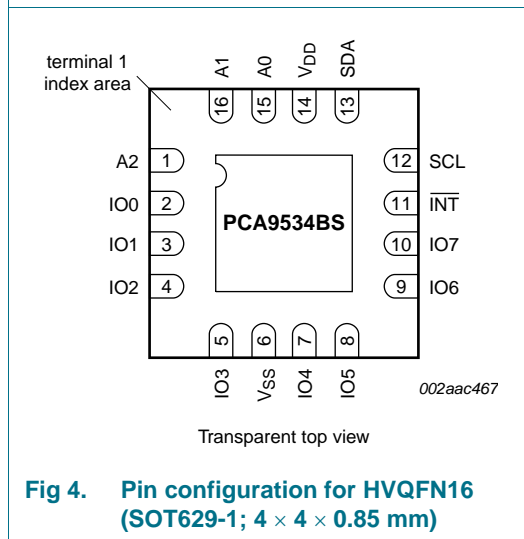 terminal 1
index area
A1
A0
VDD
SDA
16
15
14
13
A2 1
12 SCL
IO0 2
11 INT
PCA9534BS
IO1 3
10 IO7
IO2 4
9 IO6
5
6
7
8
IO3
VSS
IO4
IO5
002aac467
Transparent top view
Fig 4. Pin configuration for HVQFN16
(SOT629-1; 4 × 4 × 0.85 mm)